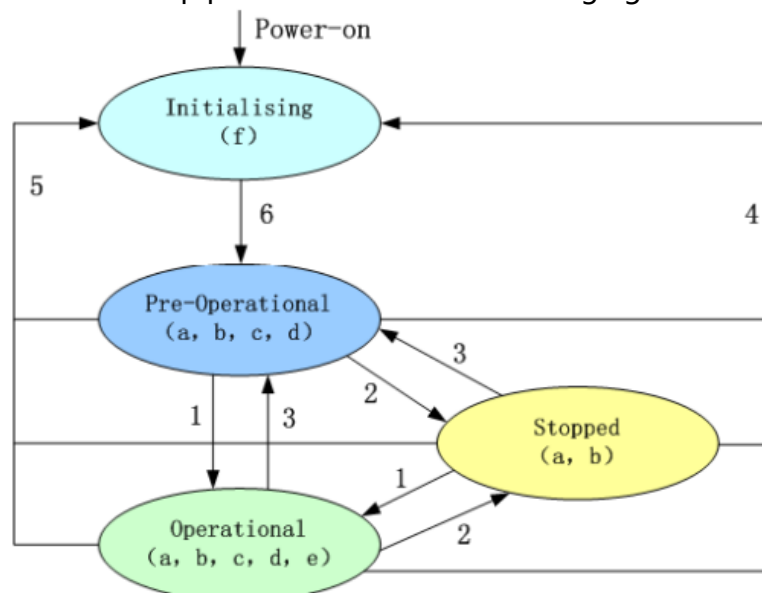 Power-on
Initialising
(f)
5
6
4
Pre-Operational
(a, b, c, d)
3
2
1
3
Stopped
(a, b)
1
2
Operational
(a, b, c, d, e)